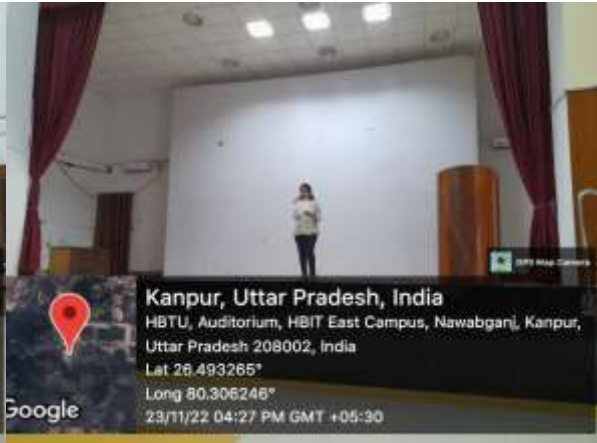 GPS Map Camera
Kanpur, Uttar Pradesh, India
HBTU, Auditorium, HBIT East Campus, Nawabganj, Kanpur,
Uttar Pradesh 208002, India
Lat 26.493265°
Long 80.306246°
23/11/22 04:27 PM GMT +05:30
Google